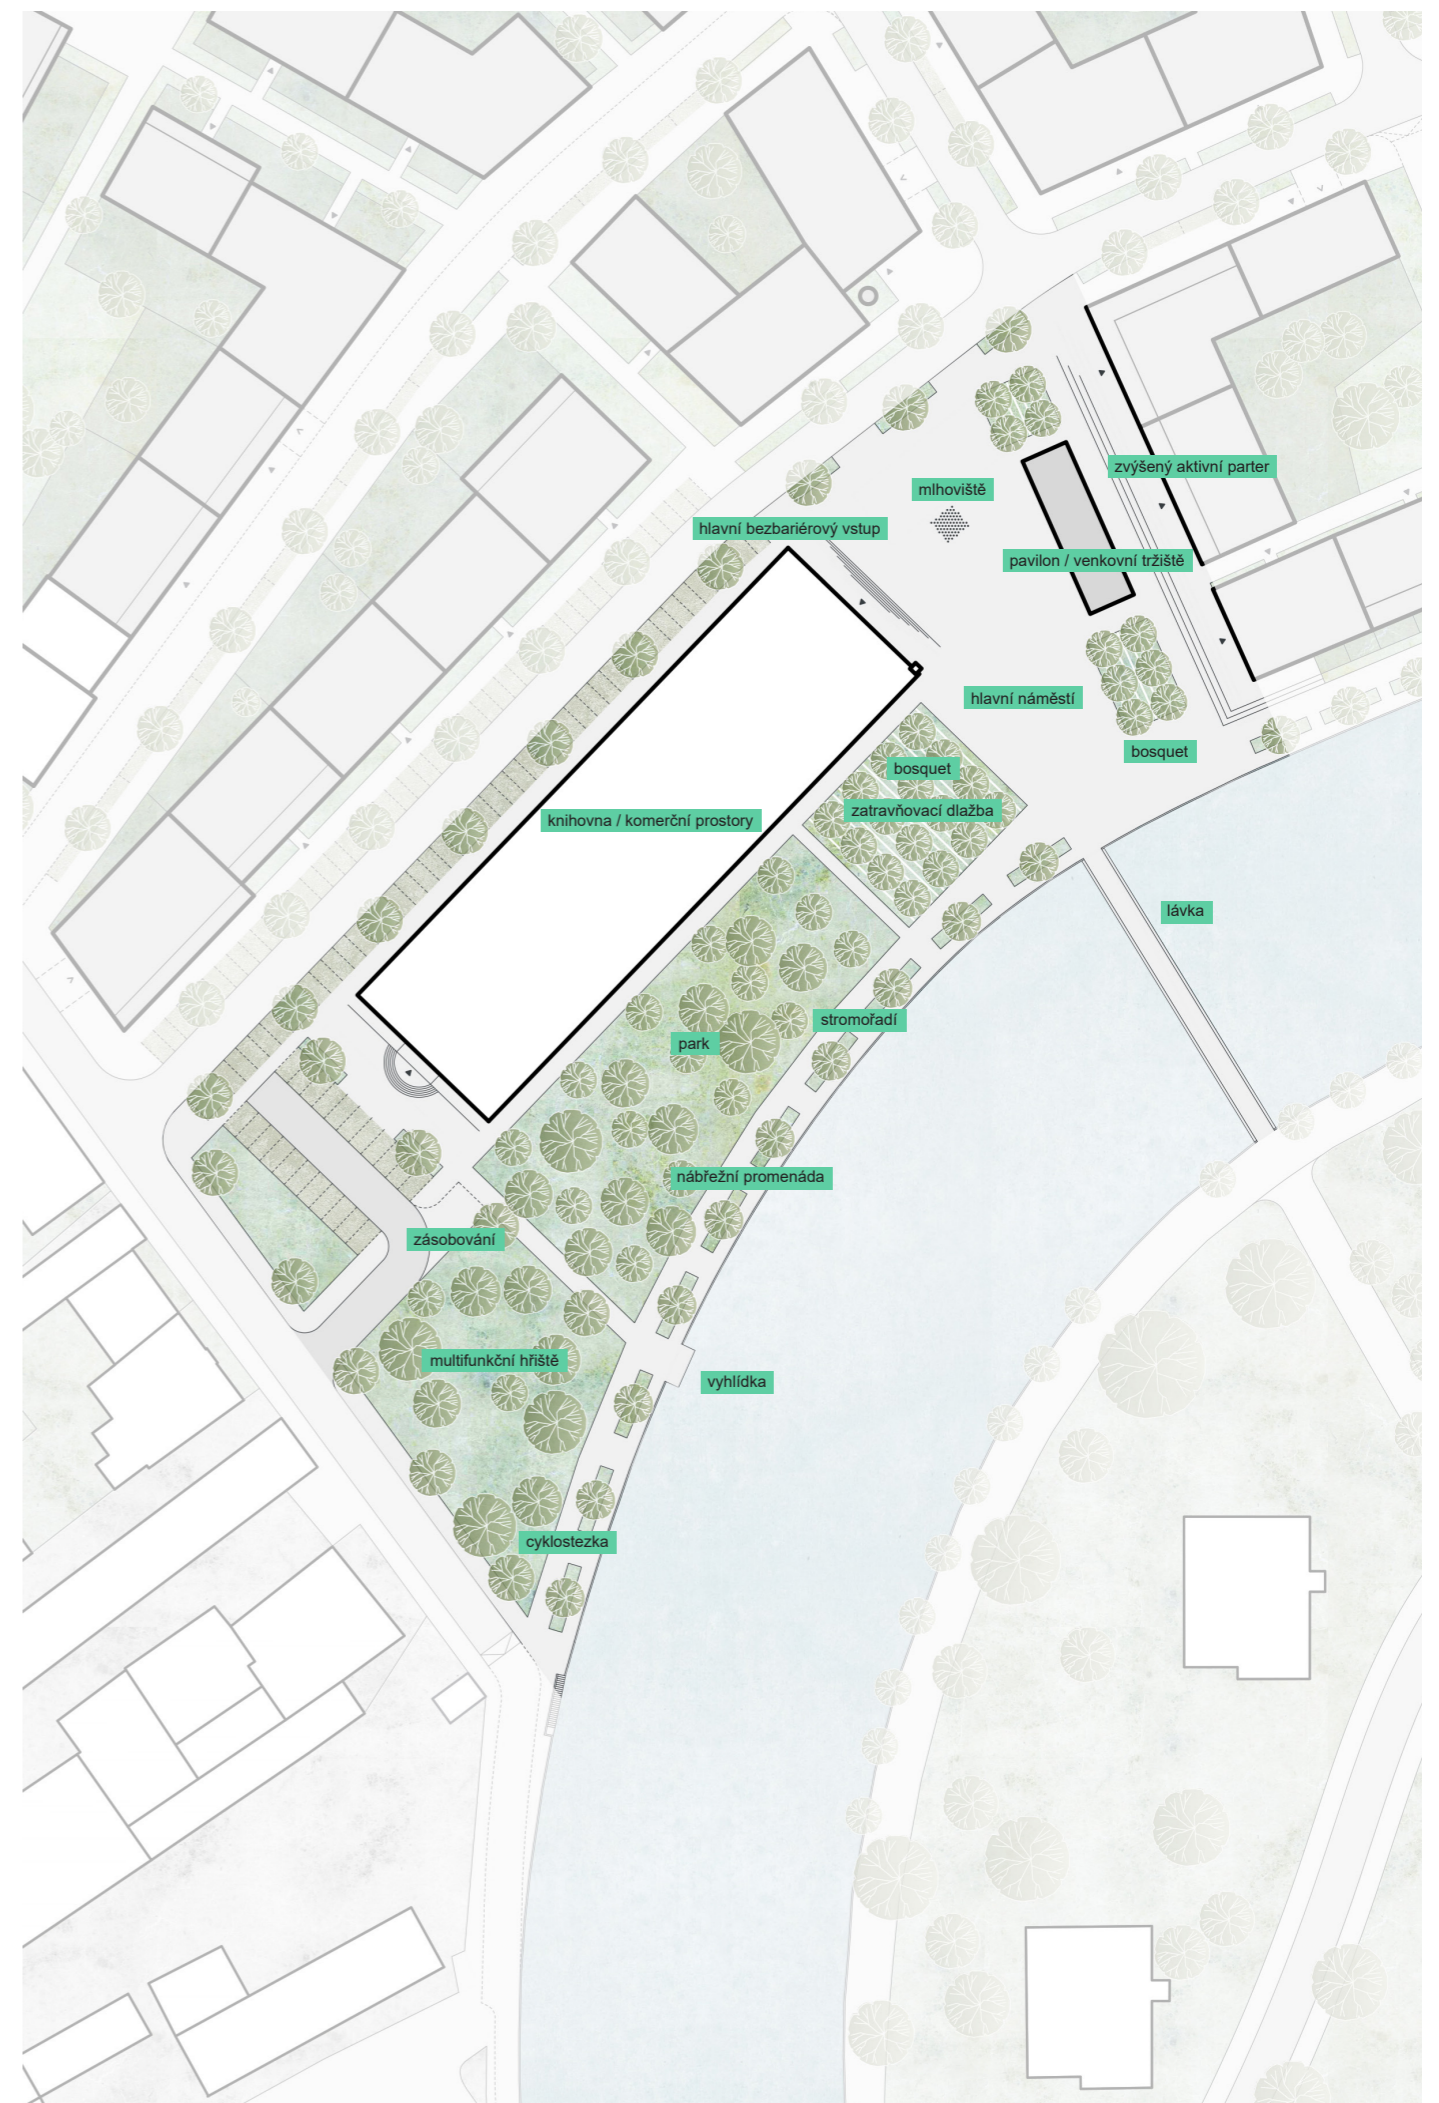 zvýšený aktivní parter
mlhoviště
hlavní bezbariérový vstup
pavilon / venkovní tržiště
hlavní náměstí
bosquet
bosquet
zatravňovací dlažba
knihovna / komerční prostory
lávka
stromořadí
park
nábřežní promenáda
zásobování
multifunkční hřiště
vyhlídka
cyklostezka